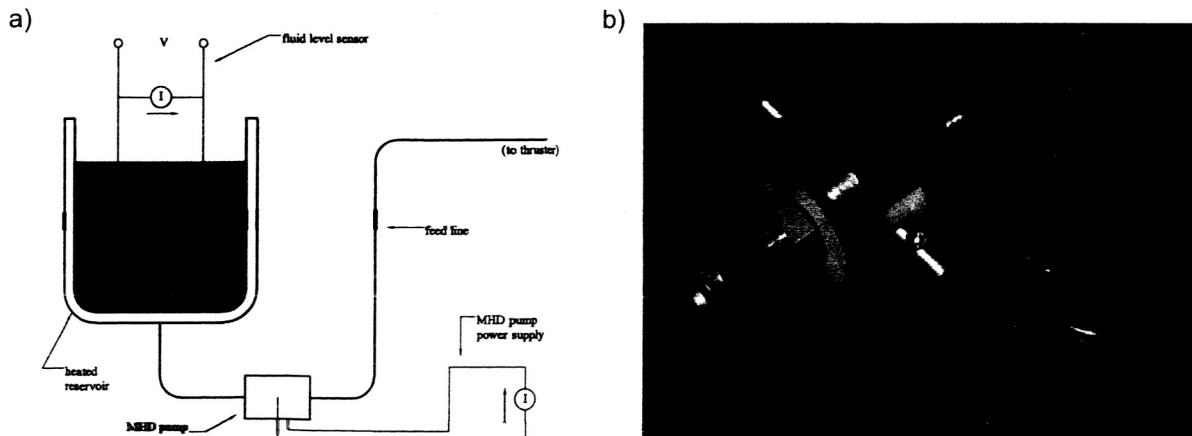 a)
V
fluid level sensor
I
(to thruster)
feed line
MHD pump
power supply
heated
reservoir
I
MHD pump
b)